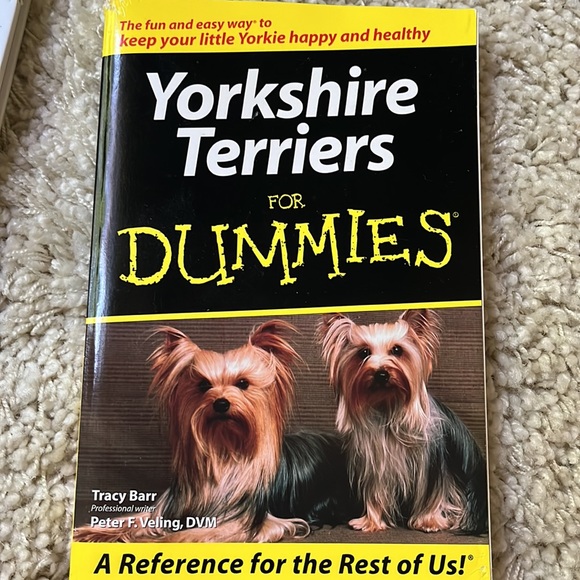 The fun and easy way® to
keep your little Yorkie happy and healthy
Yorkshire
Terriers
FOR
DUMMIES®
Tracy Barr
Professional writer
Peter F. Veling, DVM
A Reference for the Rest of Us!®